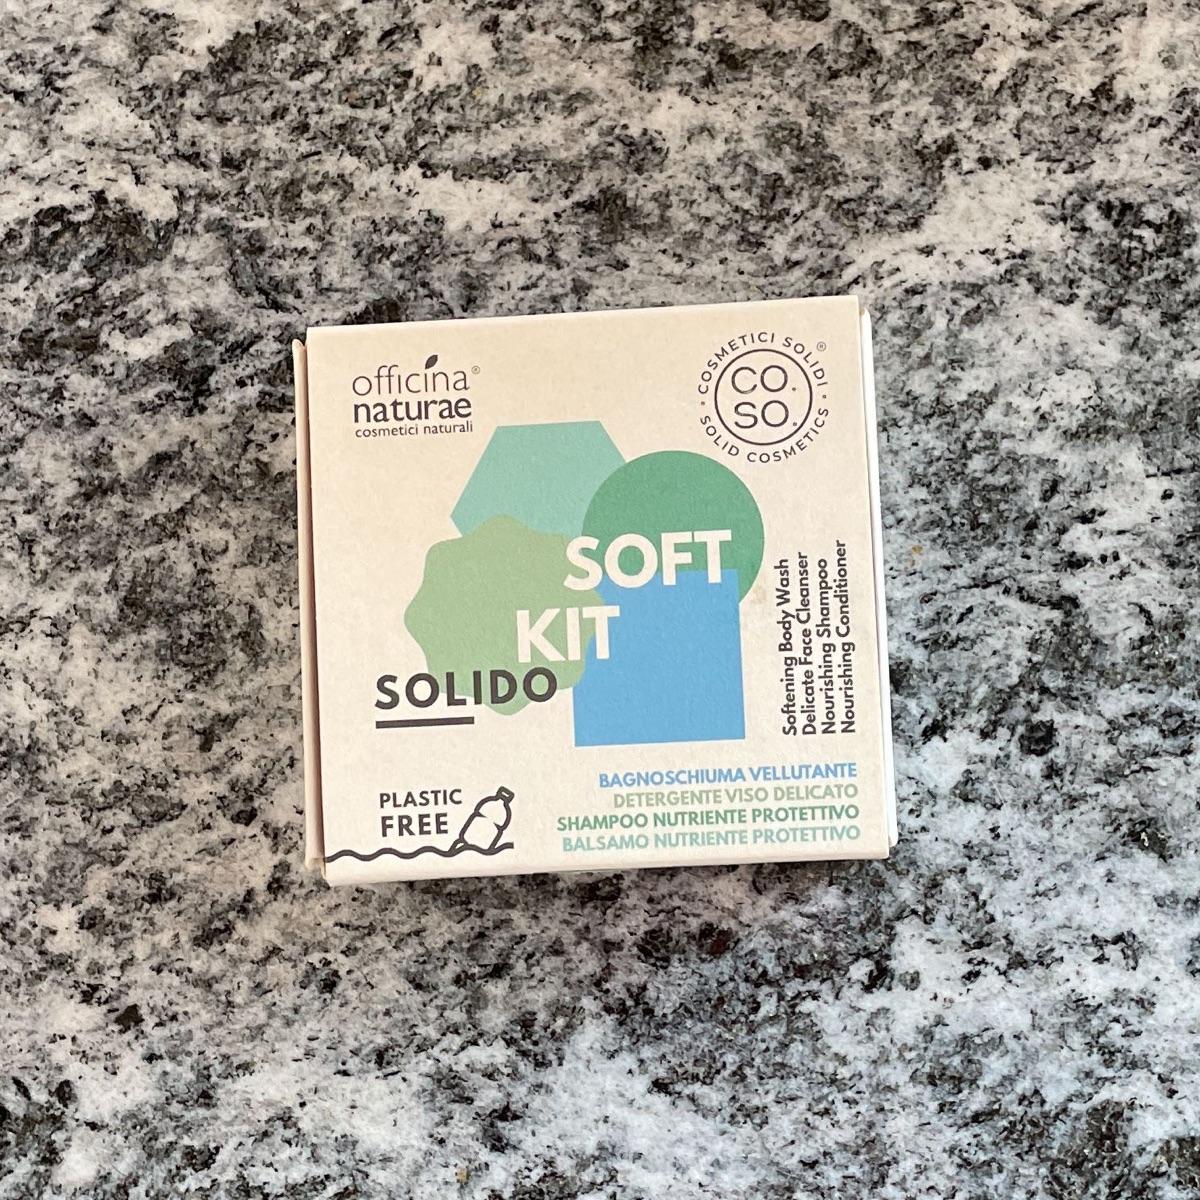 officina®
naturae
cosmetici naturali
COSMETICI SOLIDI®
CO.
SO.
SOLID COSMETICS
SOFT
KIT
SOLIDO
Softening Body Wash
Delicate Face Cleanser
Nourishing Shampoo
Nourishing Conditioner
PLASTIC
FREE
BAGNOSCHIUMA VELLUTANTE
DETERGENTE VISO DELICATO
SHAMPOO NUTRIENTE PROTETTIVO
BALSAMO NUTRIENTE PROTETTIVO